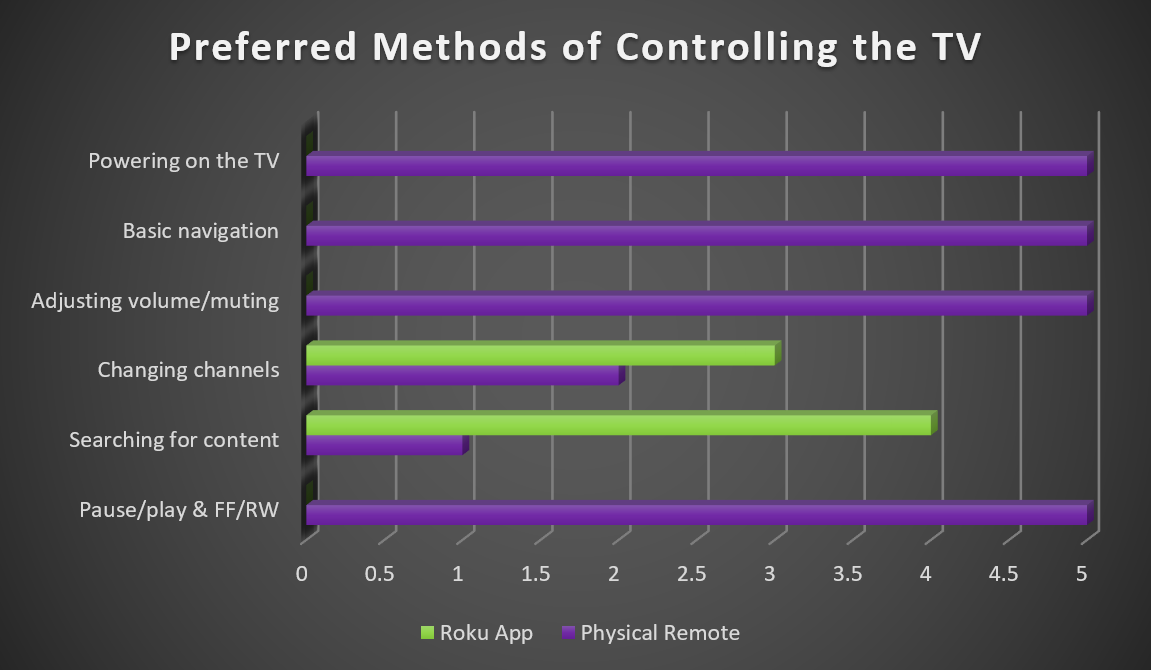 Preferred Methods of Controlling the TV
Powering on the TV
Basic navigation
Adjusting volume/muting
Changing channels
Searching for content
Pause/play & FF/RW
0 0.5 1 1.5 2 2.5 3 3.5 4 4.5 5
Roku App Physical Remote